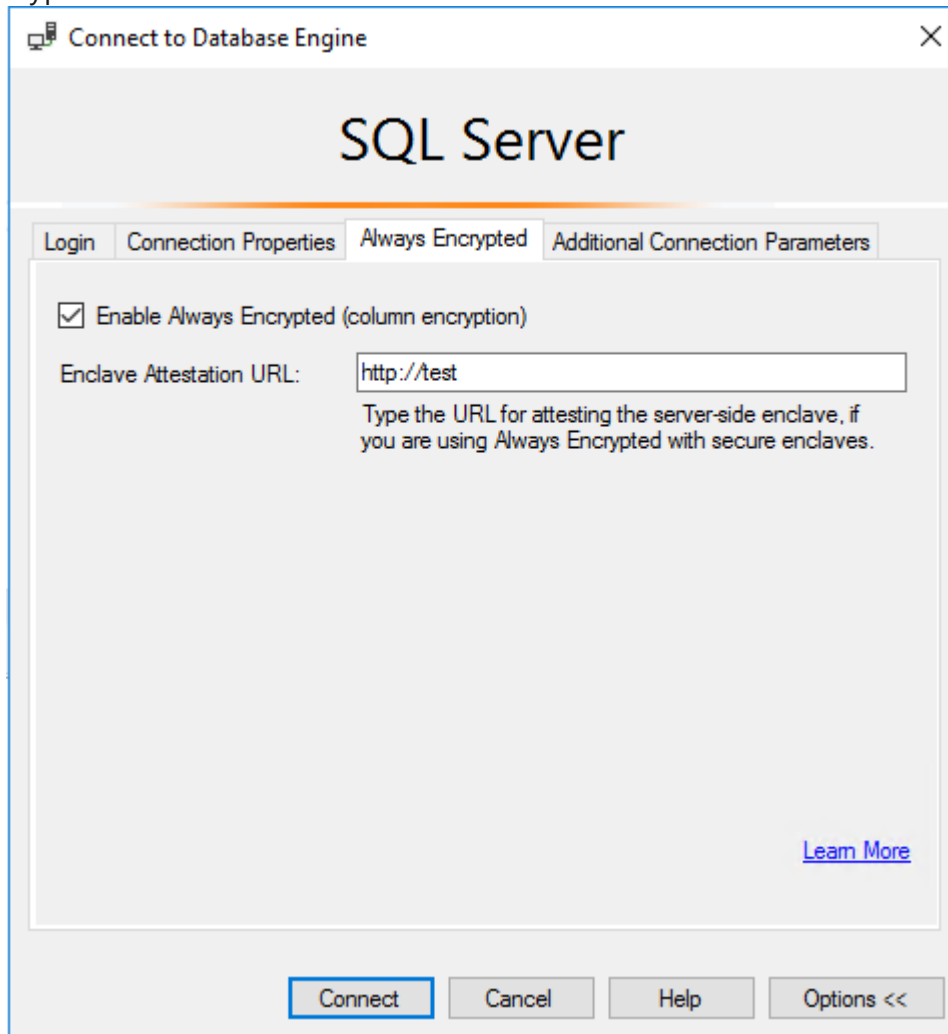 Connect to Database Engine
SQL Server
Login Connection Properties Always Encrypted Additional Connection Parameters
Enable Always Encrypted (column encryption)
Enclave Attestation URL: http://test
Type the URL for attesting the server-side enclave, if
you are using Always Encrypted with secure enclaves.
Learn More
Connect Cancel Help Options <<